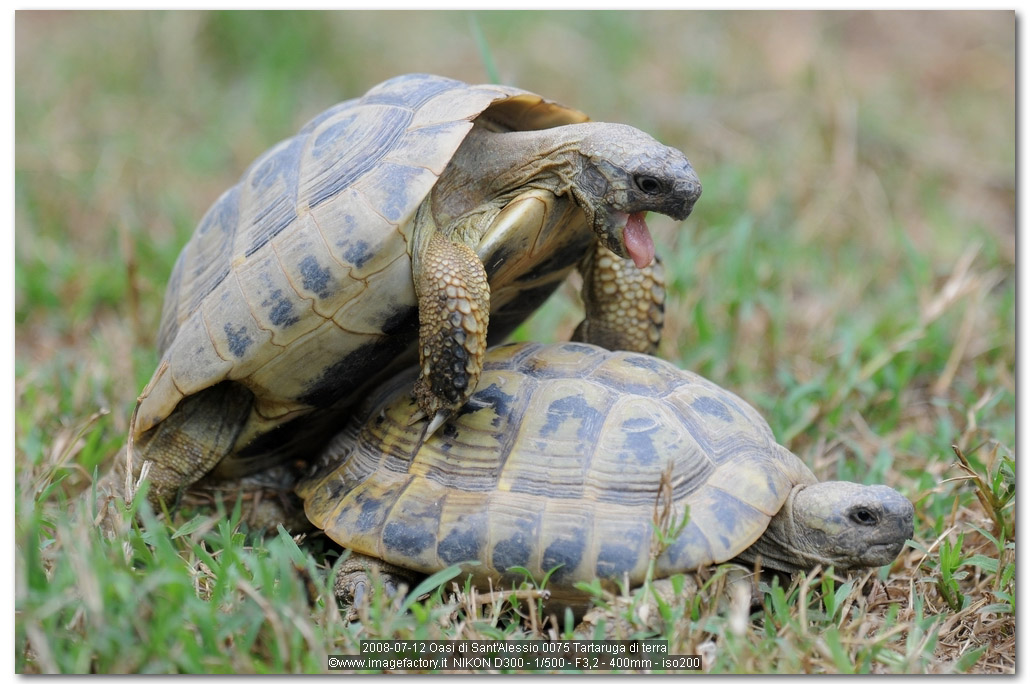 2008-07-12 Oasi di Sant'Alessio 0075 Tartaruga di terra
©www.imagefactory.it NIKON D300 - 1/500 - F3,2 - 400mm - iso200